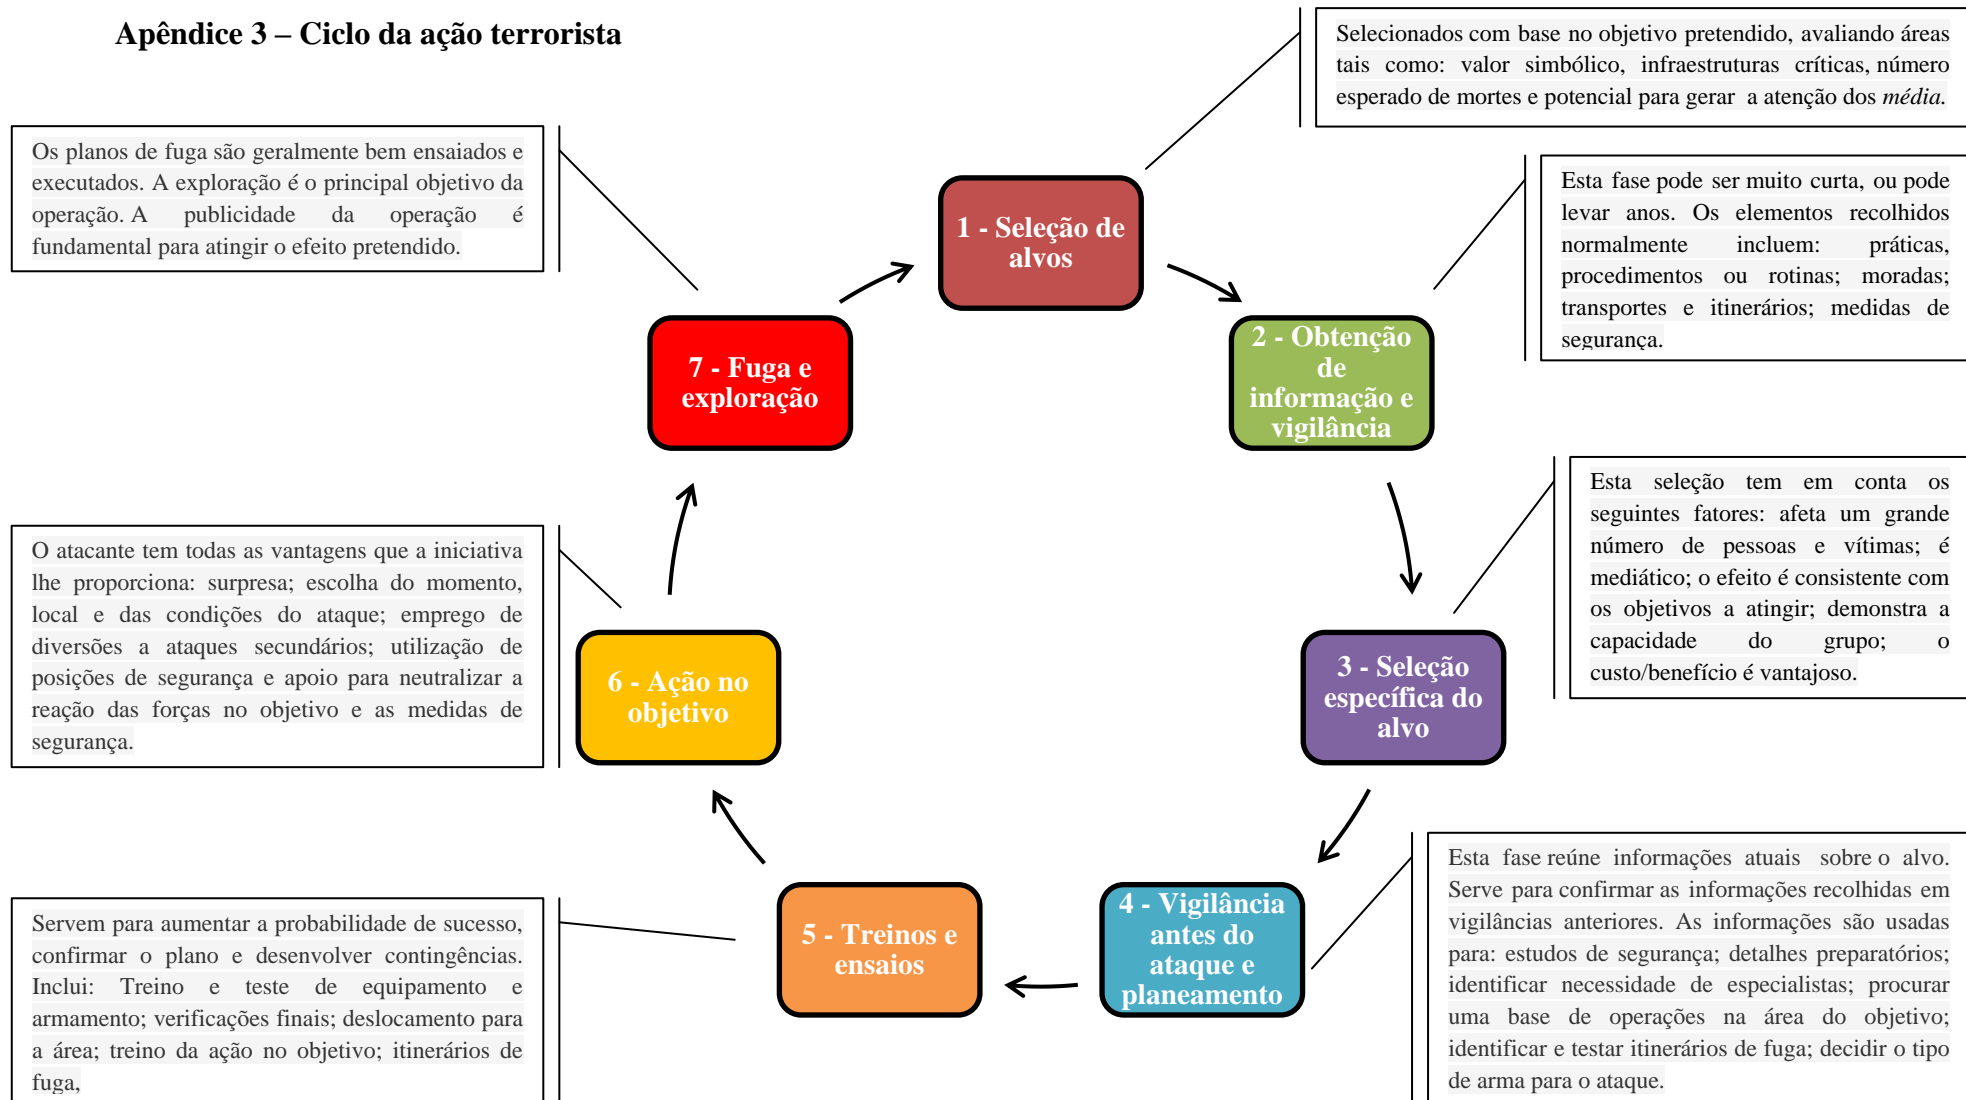 Apêndice 3 – Ciclo da ação terrorista
Selecionados com base no objetivo pretendido, avaliando áreas
tais como: valor simbólico, infraestruturas críticas, número
esperado de mortes e potencial para gerar a atenção dos média.
Os planos de fuga são geralmente bem ensaiados e
executados. A exploração é o principal objetivo da
operação. A publicidade da operação é
fundamental para atingir o efeito pretendido.
1 - Seleção de
alvos
Esta fase pode ser muito curta, ou pode
levar anos. Os elementos recolhidos
normalmente incluem: práticas,
procedimentos ou rotinas; moradas;
transportes e itinerários; medidas de
segurança.
2 - Obtenção
de
informação e
vigilância
7 - Fuga e
exploração
Esta seleção tem em conta os
seguintes fatores: afeta um grande
número de pessoas e vítimas; é
mediático; o efeito é consistente com
os objetivos a atingir; demonstra a
capacidade do grupo; o
custo/benefício é vantajoso.
3 - Seleção
específica do
alvo
O atacante tem todas as vantagens que a iniciativa
lhe proporciona: surpresa; escolha do momento,
local e das condições do ataque; emprego de
diversões a ataques secundários; utilização de
posições de segurança e apoio para neutralizar a
reação das forças no objetivo e as medidas de
segurança.
6 - Ação no
objetivo
Esta fase reúne informações atuais sobre o alvo.
Serve para confirmar as informações recolhidas em
vigilâncias anteriores. As informações são usadas
para: estudos de segurança; detalhes preparatórios;
identificar necessidade de especialistas; procurar
uma base de operações na área do objetivo;
identificar e testar itinerários de fuga; decidir o tipo
de arma para o ataque.
4 - Vigilância
antes do
ataque e
planeamento
5 - Treinos e
ensaios
Servem para aumentar a probabilidade de sucesso,
confirmar o plano e desenvolver contingências.
Inclui: Treino e teste de equipamento e
armamento; verificações finais; deslocamento para
a área; treino da ação no objetivo; itinerários de
fuga,